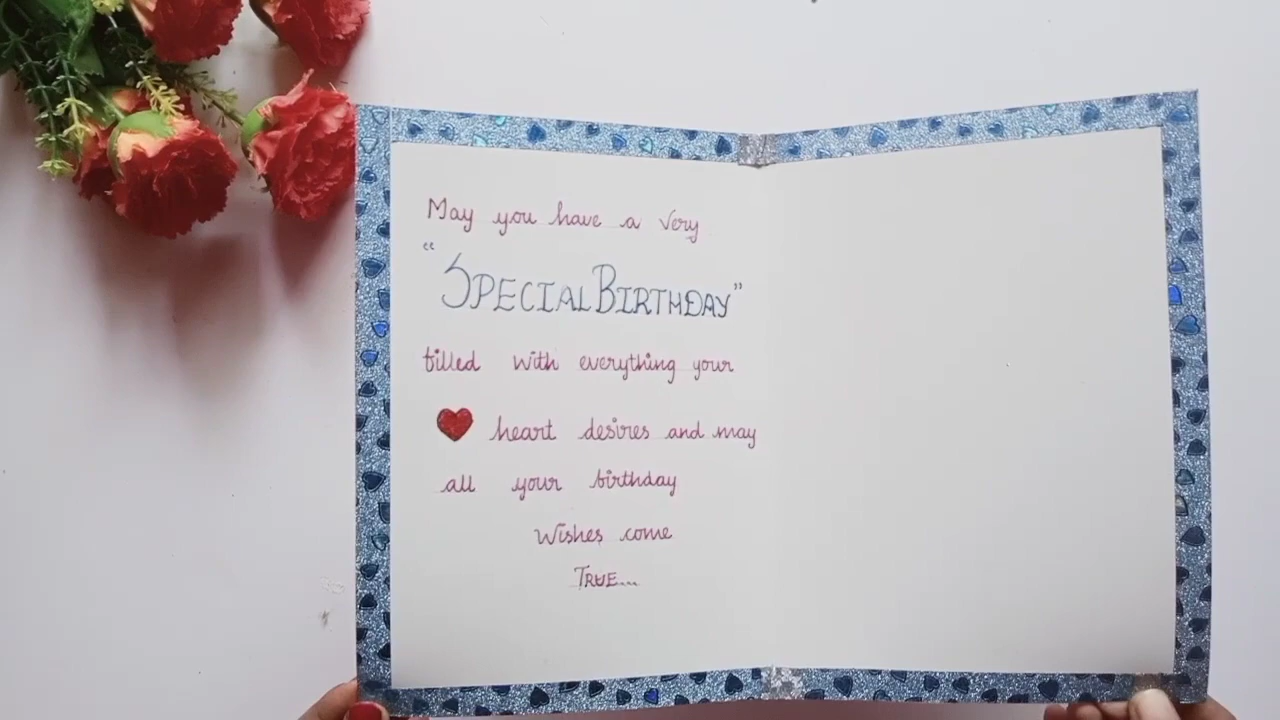 May you have a very
"SPECIAL BIRTHDAY"
filled with everything your
heart desires and may
all your birthday
Wishes come
TRUE....